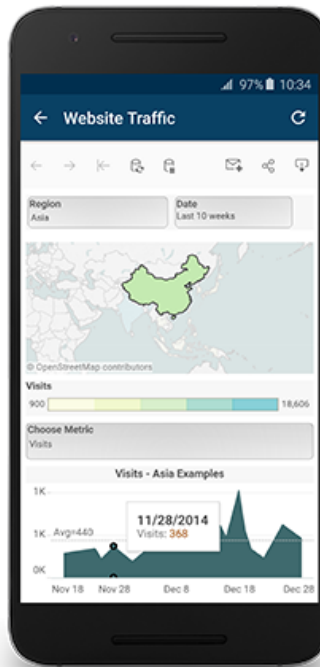 97% 10:34
Website Traffic
Region
Asia
Date
Last 10 weeks
© OpenStreetMap contributors
Visits
900
18,606
Choose Metric
Visits
Visits - Asia Examples
1K
11/28/2014
Visits: 368
1K
Avg=440
0K
Nov 18 Nov 28 Dec 8 Dec 18 Dec 28